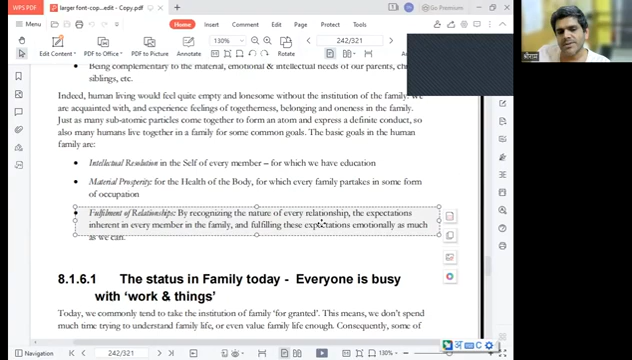 WPS PDF
larger font-cop...edit - Copy.pdf
Go Premium
Menu
Home
Edit
Page
Protect
Tools
Edit Content
PDF to Office
PDF to Picture
Annotate
130%
Rotate
242/321
Being complementary to the material, emotional & intellectual needs of our parents,
siblings, etc.
Indeed, human living would feel quite empty and lonesome without the institution of the family. We
are acquainted with, and experience feelings of togetherness, belonging and oneness in the family.
Just as many sub-atomic particles come together to form an atom and express a definite conduct, so
also many humans live together in a family for some common goals. The basic goals in the human
family are:
• Intellectual Resolution in the Self of every member – for which we have education
• Material Prosperity: for the Health of the Body, for which every family partakes in some form
of occupation
• Fulfilment of Relationships: By recognizing the nature of every relationship, the expectations
inherent in every member in the family, and fulfilling these expectations emotionally as much
as we can.
8.1.6.1 The status in Family today - Everyone is busy
with ‘work & things’
Today, we commonly tend to take the institution of family ‘for granted’. This means, we don’t spend
much time trying to understand family life, or even value family life enough. Consequently, some of
Navigation
242/321
130%
श्रीराम